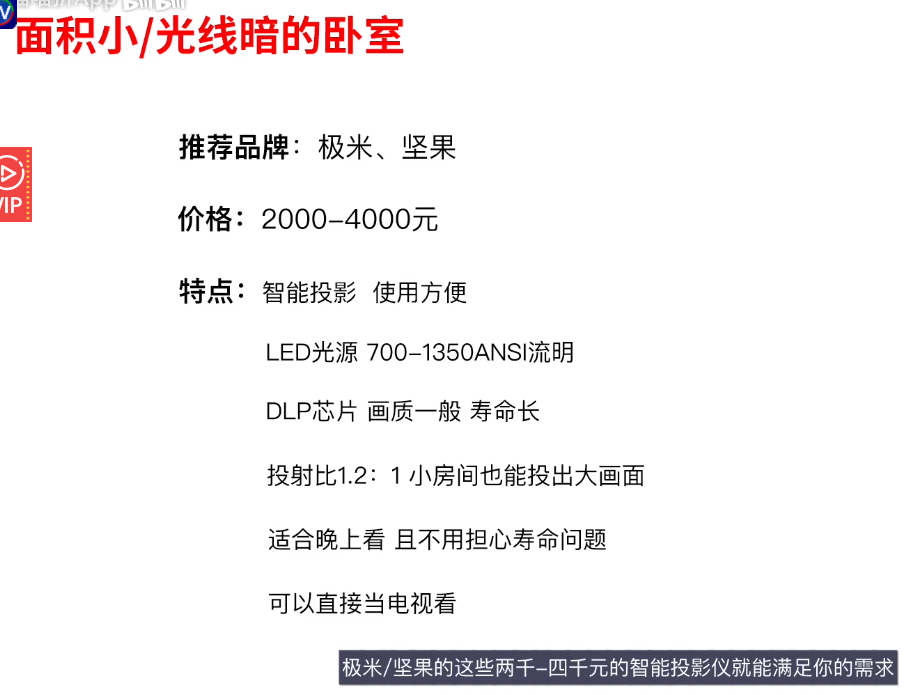 面积小/光线暗的卧室
推荐品牌：极米、坚果
VIP
价格：2000-4000元
特点：智能投影 使用方便
LED光源 700-1350ANSI流明
DLP芯片 画质一般 寿命长
投射比1.2：1 小房间也能投出大画面
适合晚上看 且不用担心寿命问题
可以直接当电视看
极米/坚果的这些两千-四千元的智能投影仪就能满足你的需求